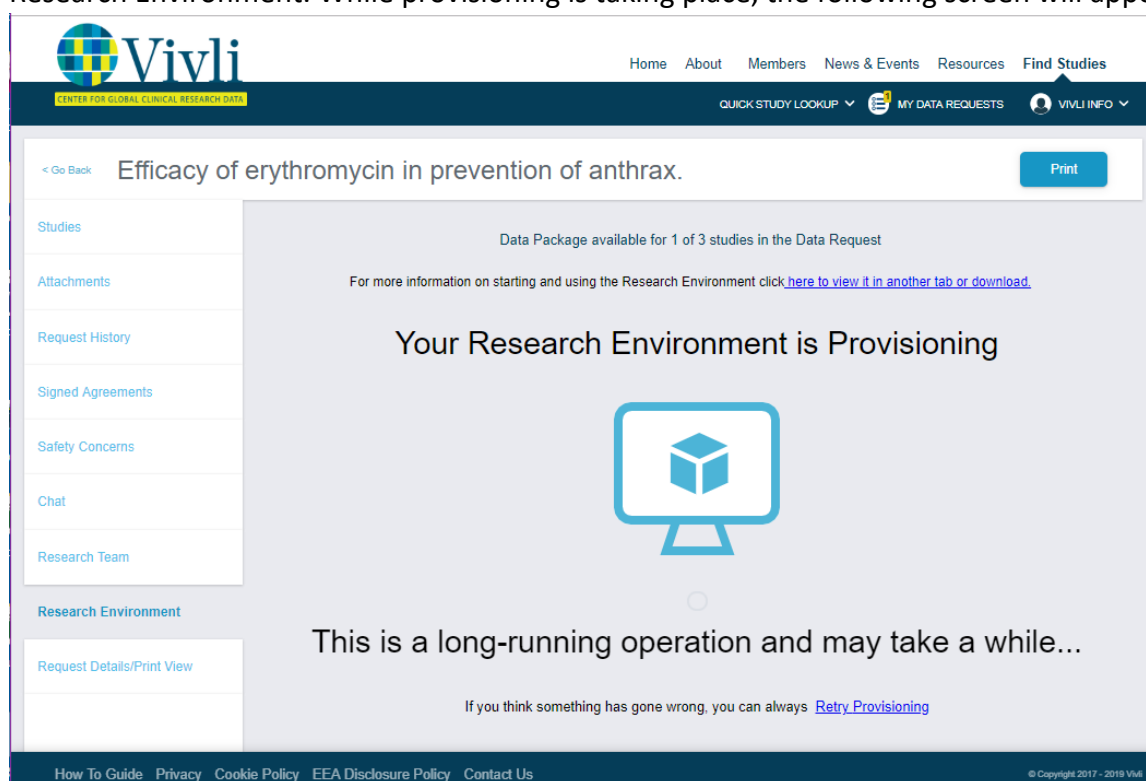 Research Environment. While provisioning is taking place, the following screen will appe
Vivli
CENTER FOR GLOBAL CLINICAL RESEARCH DATA
Home About Members News & Events Resources Find Studies
QUICK STUDY LOOKUP 1 MY DATA REQUESTS VIVLI INFO
< Go Back Efficacy of erythromycin in prevention of anthrax. Print
Studies
Attachments
Request History
Signed Agreements
Safety Concerns
Chat
Research Team
Research Environment
Request Details/Print View
Data Package available for 1 of 3 studies in the Data Request
For more information on starting and using the Research Environment click here to view it in another tab or download.
Your Research Environment is Provisioning
This is a long-running operation and may take a while...
If you think something has gone wrong, you can always Retry Provisioning
How To Guide Privacy Cookie Policy EEA Disclosure Policy Contact Us
© Copyright 2017 - 2019 Vivli